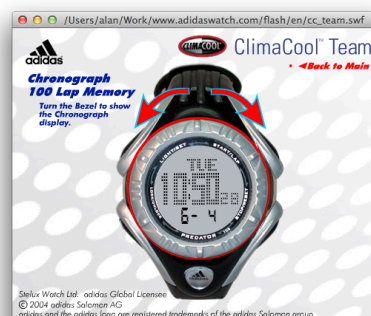 /Users/alan/Work/www.adidaswatch.com/flash/en/cc_team.swf
adidas
CLIMACOOL ClimaCool™ Team
◄Back to Main
Chronograph
100 Lap Memory
Turn the Bezel to show
the Chronograph
display.
LIGHT/SET START/LAP
TUE
10:50 28
6- 4
PREDATOR
adidas
Stelux Watch Ltd. adidas Global Licensee
© 2004 adidas Salomon AG
adidas and the adidas logo are registered trademarks of the adidas Salomon group